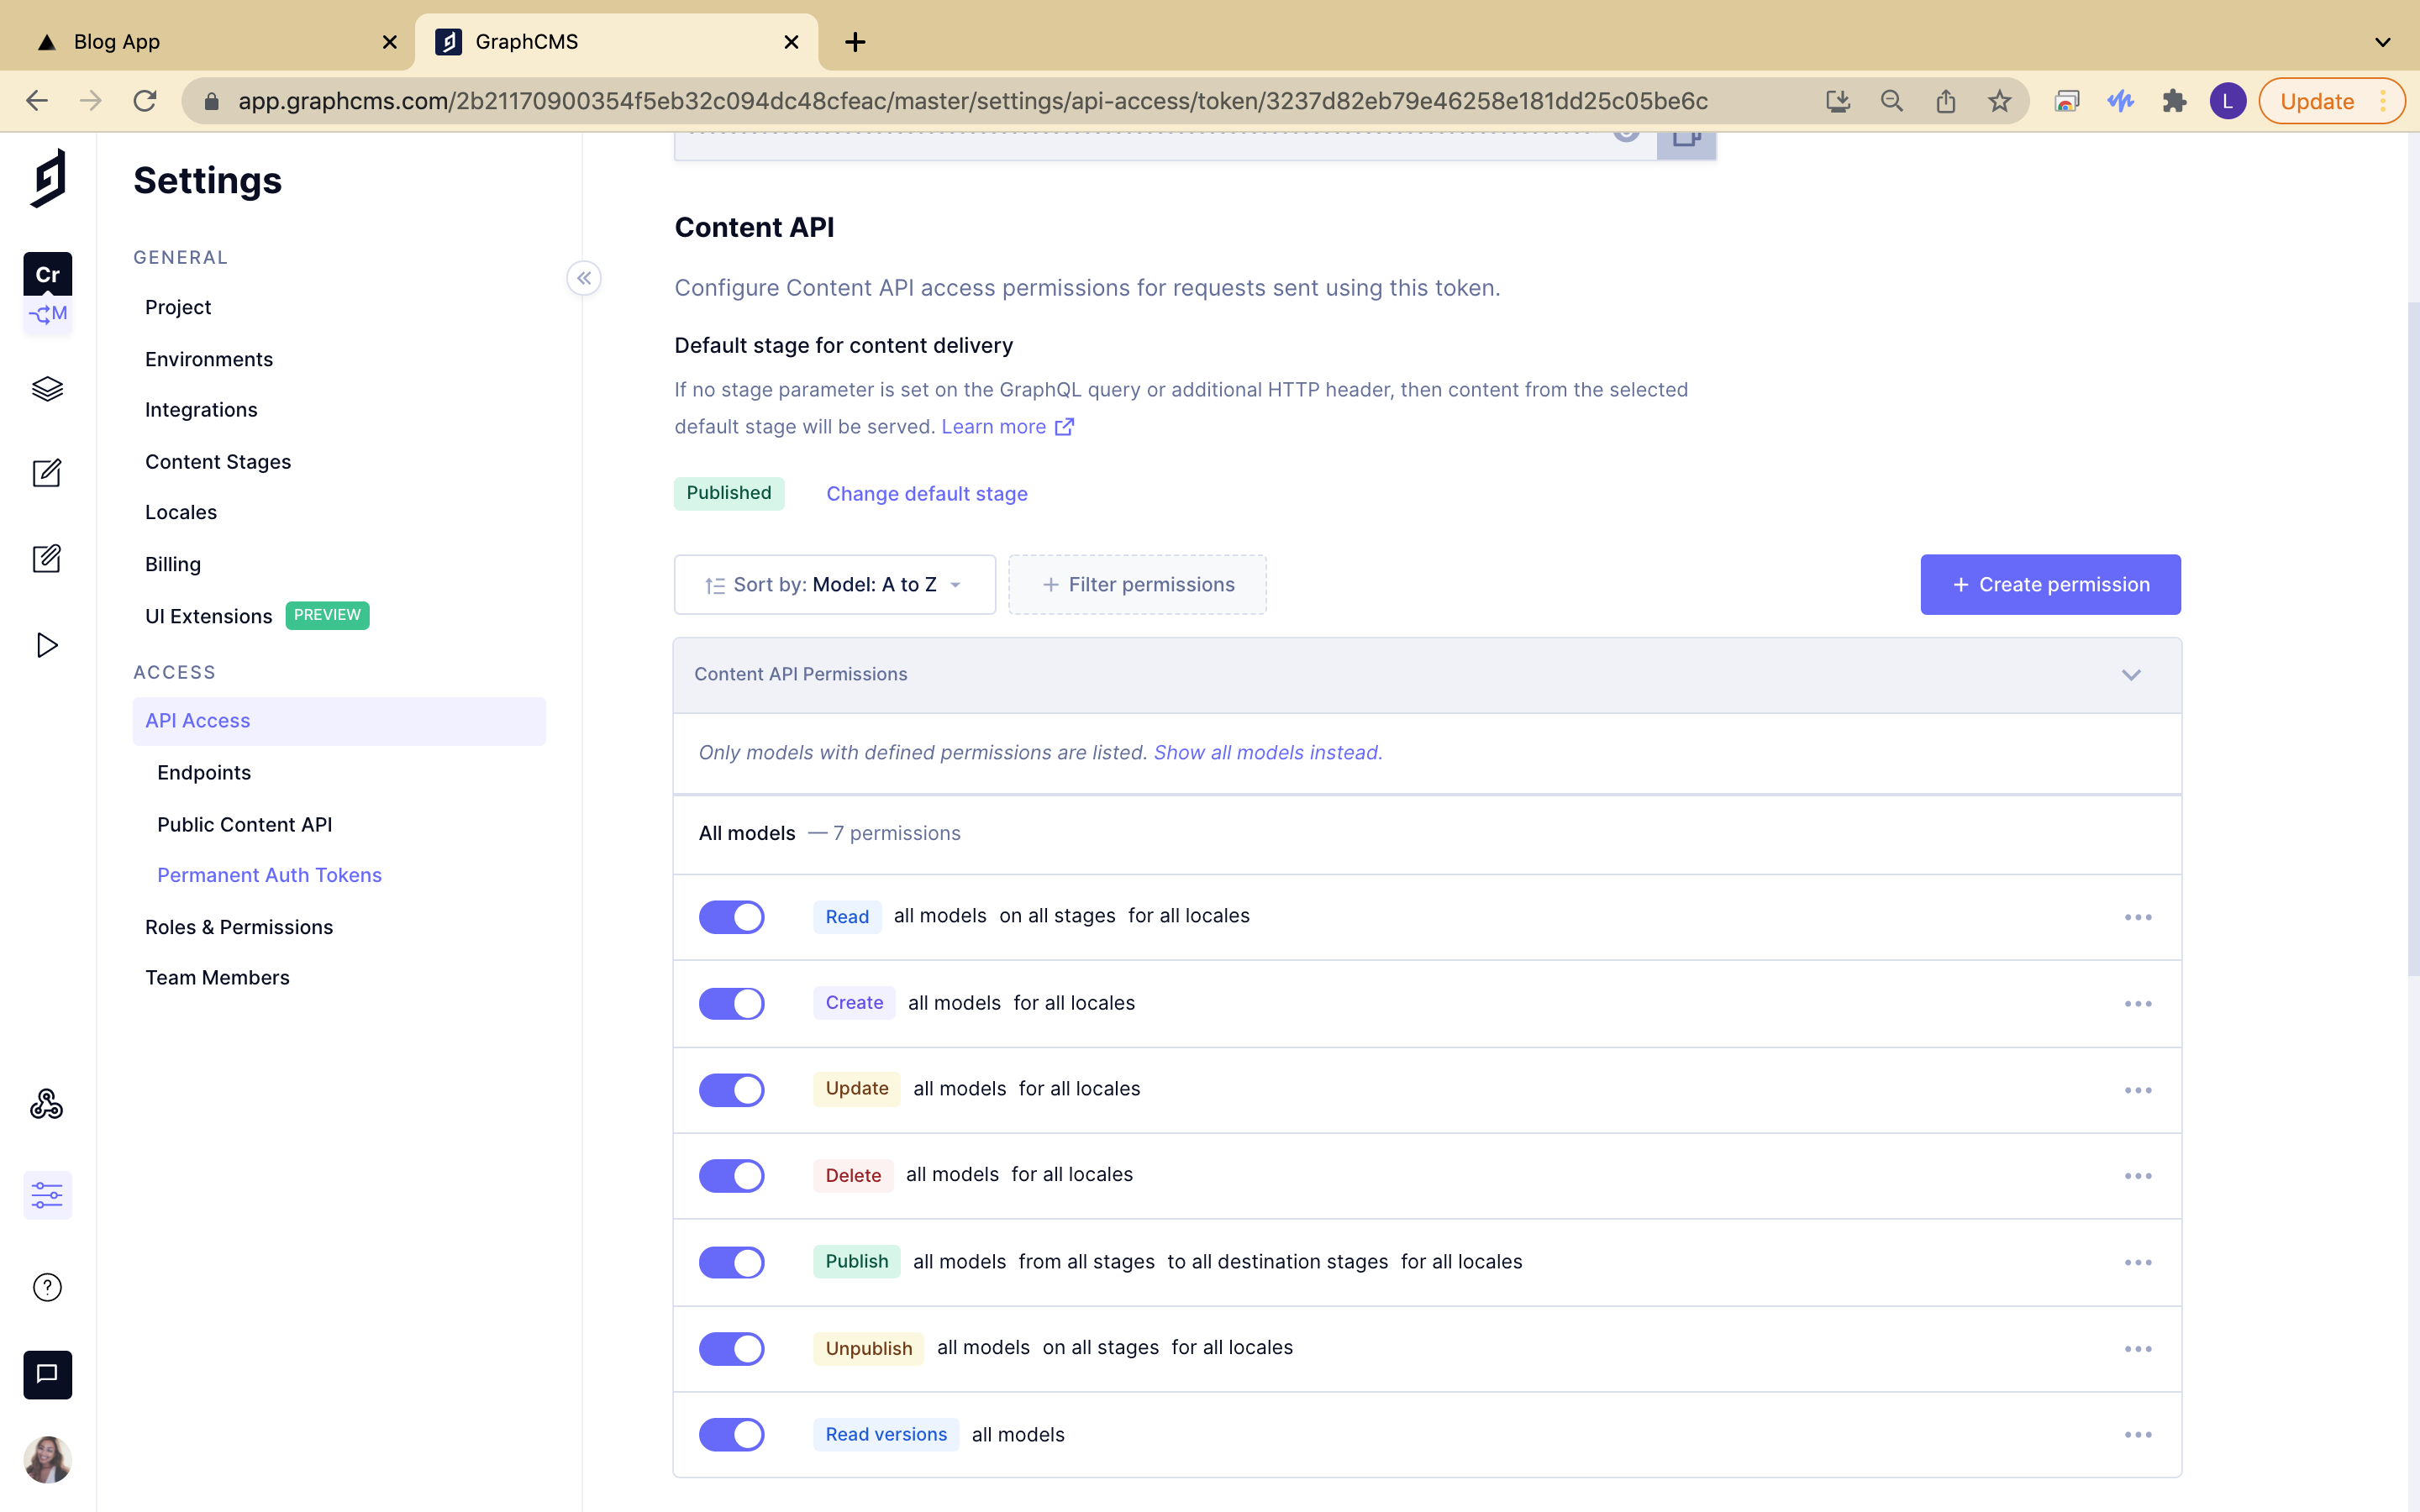 Blog App
GraphCMS
app.graphcms.com/2b21170900354f5eb32c094dc48cfeac/master/settings/api-access/token/3237d82eb79e46258e181dd25c05be6c
L
Update
Settings
Cr
M
GENERAL
Project
Environments
Integrations
Content Stages
Locales
Billing
UI Extensions PREVIEW
ACCESS
API Access
Endpoints
Public Content API
Permanent Auth Tokens
Roles & Permissions
Team Members
Content API
Configure Content API access permissions for requests sent using this token.
Default stage for content delivery
If no stage parameter is set on the GraphQL query or additional HTTP header, then content from the selected
default stage will be served. Learn more
Published Change default stage
Sort by: Model: A to Z + Filter permissions + Create permission
Content API Permissions
Only models with defined permissions are listed. Show all models instead.
All models — 7 permissions
Read all models on all stages for all locales
Create all models for all locales
Update all models for all locales
Delete all models for all locales
Publish all models from all stages to all destination stages for all locales
Unpublish all models on all stages for all locales
Read versions all models